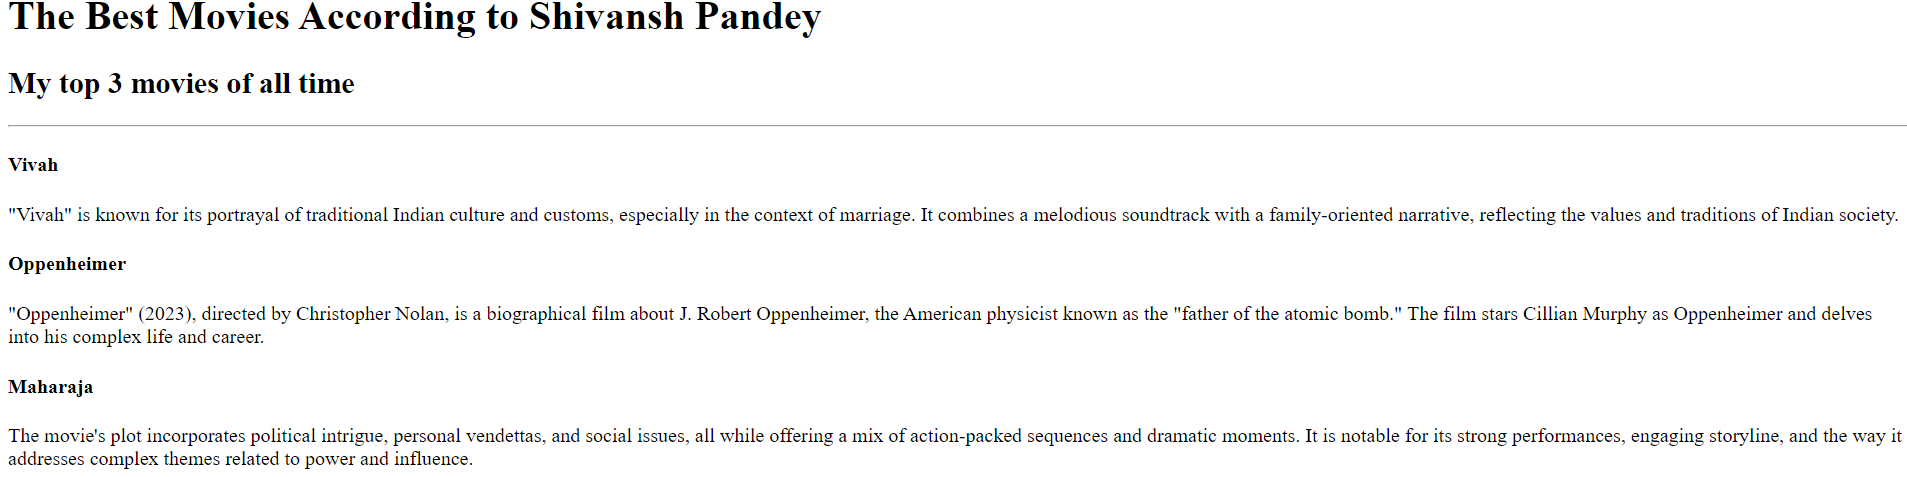 The Best Movies According to Shivansh Pandey
My top 3 movies of all time
Vivah
"Vivah" is known for its portrayal of traditional Indian culture and customs, especially in the context of marriage. It combines a melodious soundtrack with a family-oriented narrative, reflecting the values and traditions of Indian society.
Oppenheimer
"Oppenheimer" (2023), directed by Christopher Nolan, is a biographical film about J. Robert Oppenheimer, the American physicist known as the "father of the atomic bomb." The film stars Cillian Murphy as Oppenheimer and delves
into his complex life and career.
Maharaja
The movie's plot incorporates political intrigue, personal vendettas, and social issues, all while offering a mix of action-packed sequences and dramatic moments. It is notable for its strong performances, engaging storyline, and the way it
addresses complex themes related to power and influence.